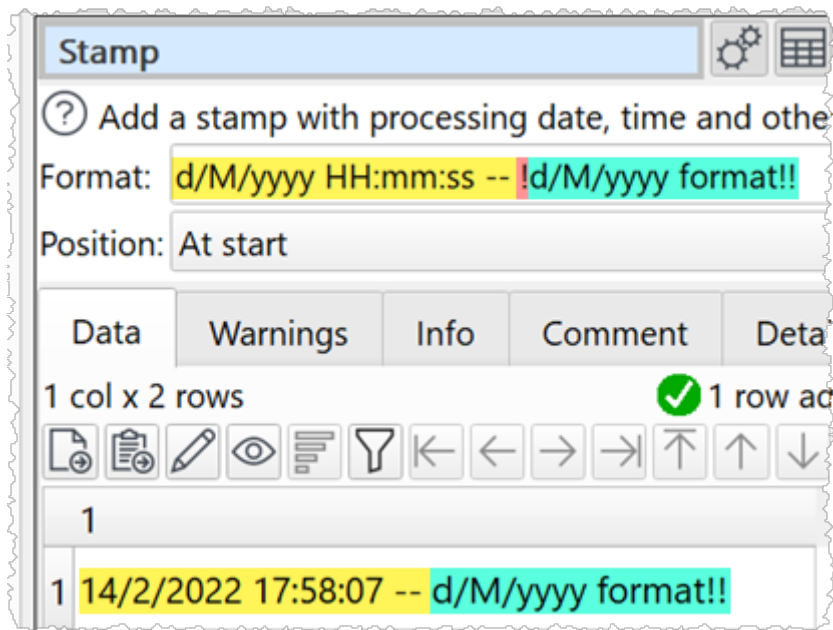 Stamp
Add a stamp with processing date, time and othe
Format: d/M/yyyy HH:mm:ss -- !d/M/yyyy format!!
Position: At start
Data Warnings Info Comment Detai
1 col x 2 rows 1 row ad
1
1 14/2/2022 17:58:07 -- d/M/yyyy format!!